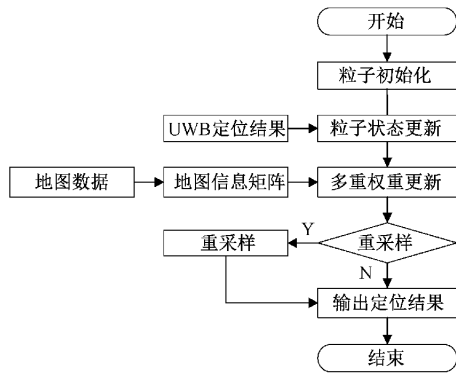 开始
粒子初始化
UWB定位结果
粒子状态更新
地图数据
地图信息矩阵
多重权重更新
重采样
Y
重采样
N
输出定位结果
结束